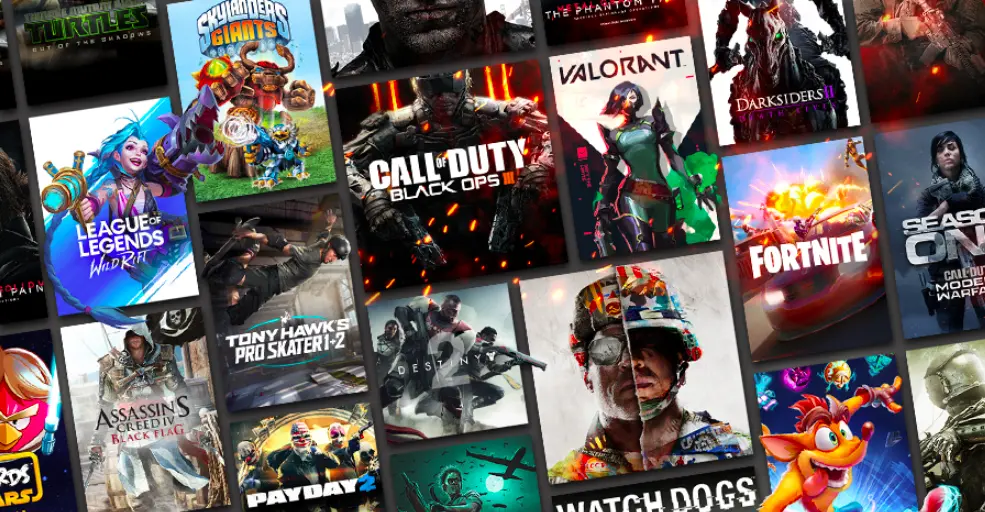 TURTLES
OUT OF THE SHADOWS
SKYLANDERS
GIANTS
THE PHANTOM
VALORANT
DARKSIDERS II
CALL OF DUTY
BLACK OPS III
LEAGUE OF
LEGENDS
WILD RIFT
FORTNITE
SEASON
ONE
CALL OF DUTY
MODERN
WARFA
TONY HAWK'S
PRO SKATER 1+2
DESTINY
2
ASSASSIN'S
CREED IV
BLACK FLAG
PAYDAY 2
WATCH DOGS